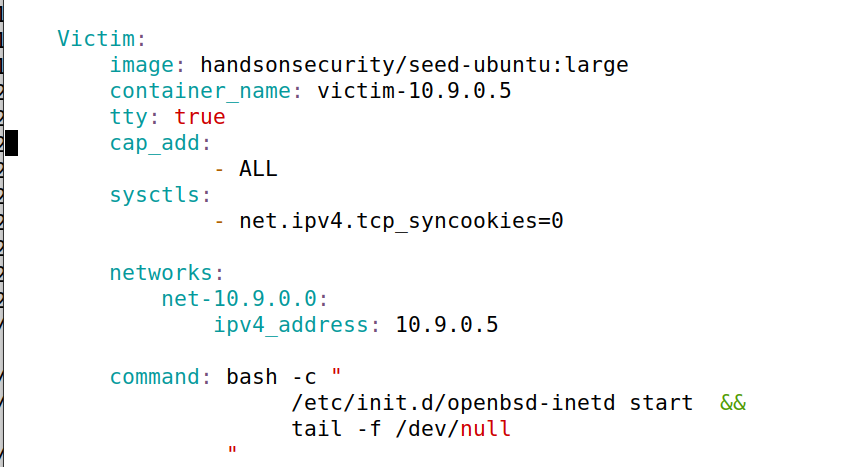 Victim:
image: handsonsecurity/seed-ubuntu:large
container_name: victim-10.9.0.5
tty: true
cap_add:
- ALL
sysctls:
- net.ipv4.tcp_syncookies=0
networks:
net-10.9.0.0:
ipv4_address: 10.9.0.5
command: bash -c "
/etc/init.d/openbsd-inetd start  &&
tail -f /dev/null
"